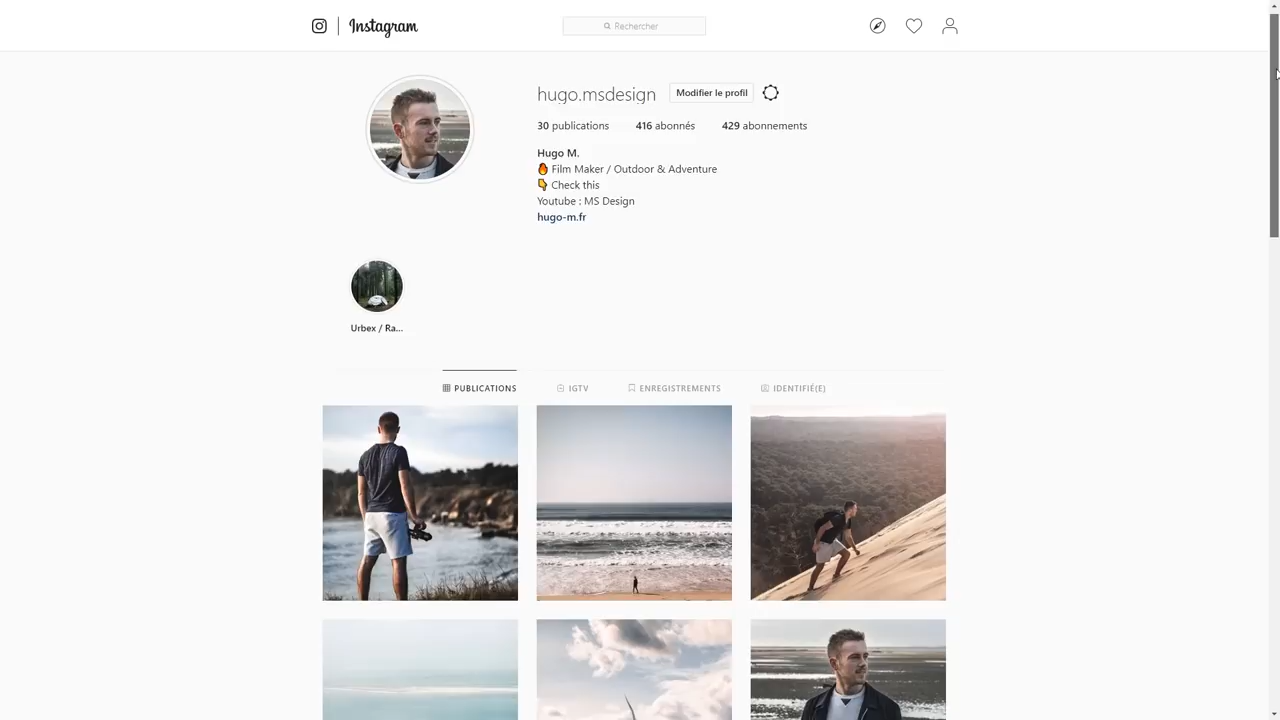 Instagram
Rechercher
hugo.msdesign
Modifier le profil
30 publications 416 abonnés 429 abonnements
Hugo M.
🔥 Film Maker / Outdoor & Adventure
👇 Check this
Youtube : MS Design
hugo-m.fr
Urbex / Ra...
PUBLICATIONS IGTV ENREGISTREMENTS IDENTIFIÉ(E)